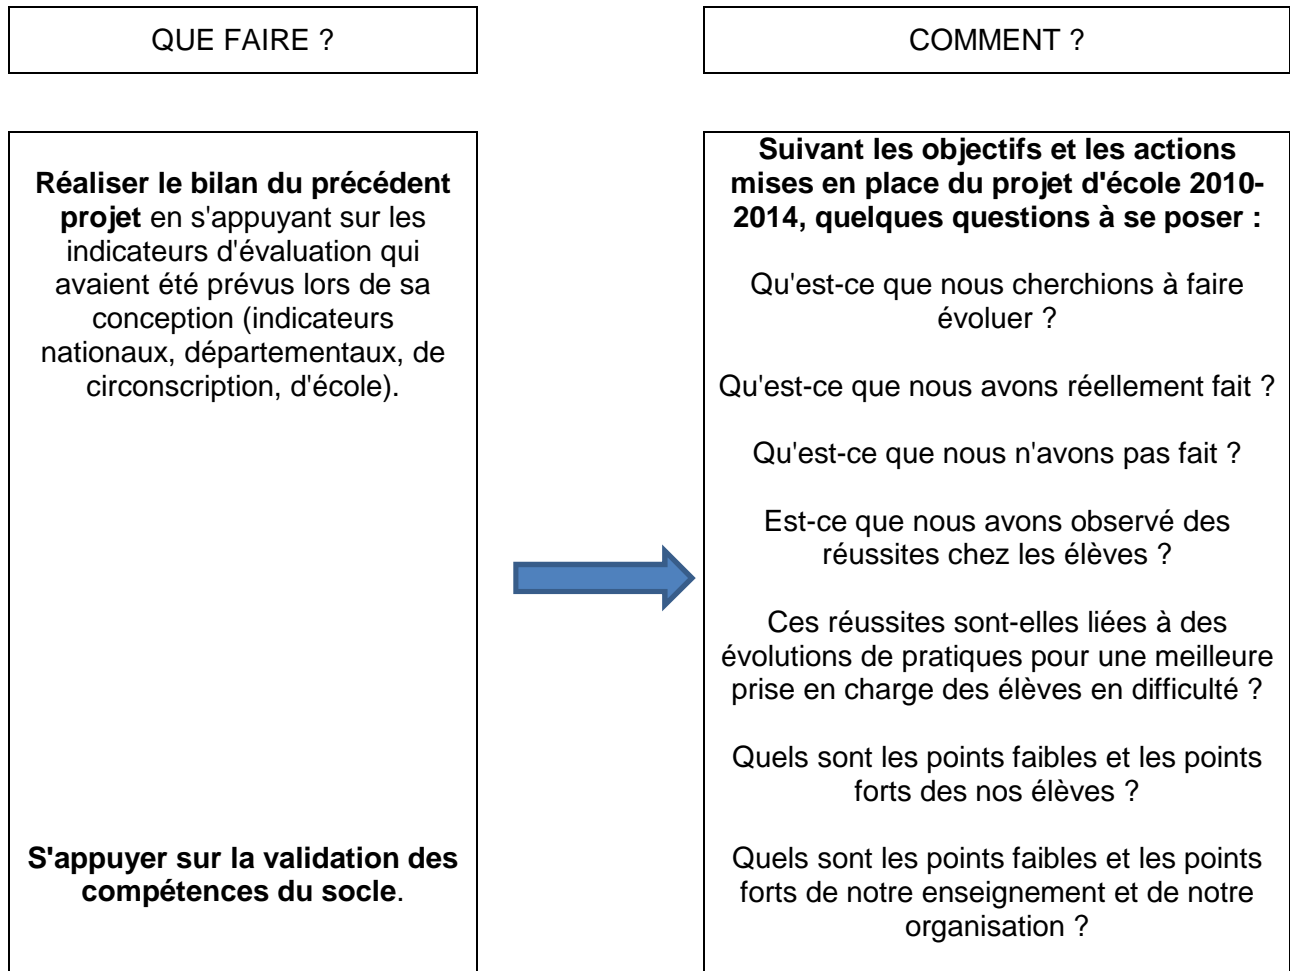 QUE FAIRE ?
COMMENT ?
Réaliser le bilan du précédent
projet en s'appuyant sur les
indicateurs d'évaluation qui
avaient été prévus lors de sa
conception (indicateurs
nationaux, départementaux, de
circonscription, d'école).
S'appuyer sur la validation des
compétences du socle.
Suivant les objectifs et les actions
mises en place du projet d'école 2010-
2014, quelques questions à se poser :
Qu'est-ce que nous cherchions à faire
évoluer ?
Qu'est-ce que nous avons réellement fait ?
Qu'est-ce que nous n'avons pas fait ?
Est-ce que nous avons observé des
réussites chez les élèves ?
Ces réussites sont-elles liées à des
évolutions de pratiques pour une meilleure
prise en charge des élèves en difficulté ?
Quels sont les points faibles et les points
forts des nos élèves ?
Quels sont les points faibles et les points
forts de notre enseignement et de notre
organisation ?